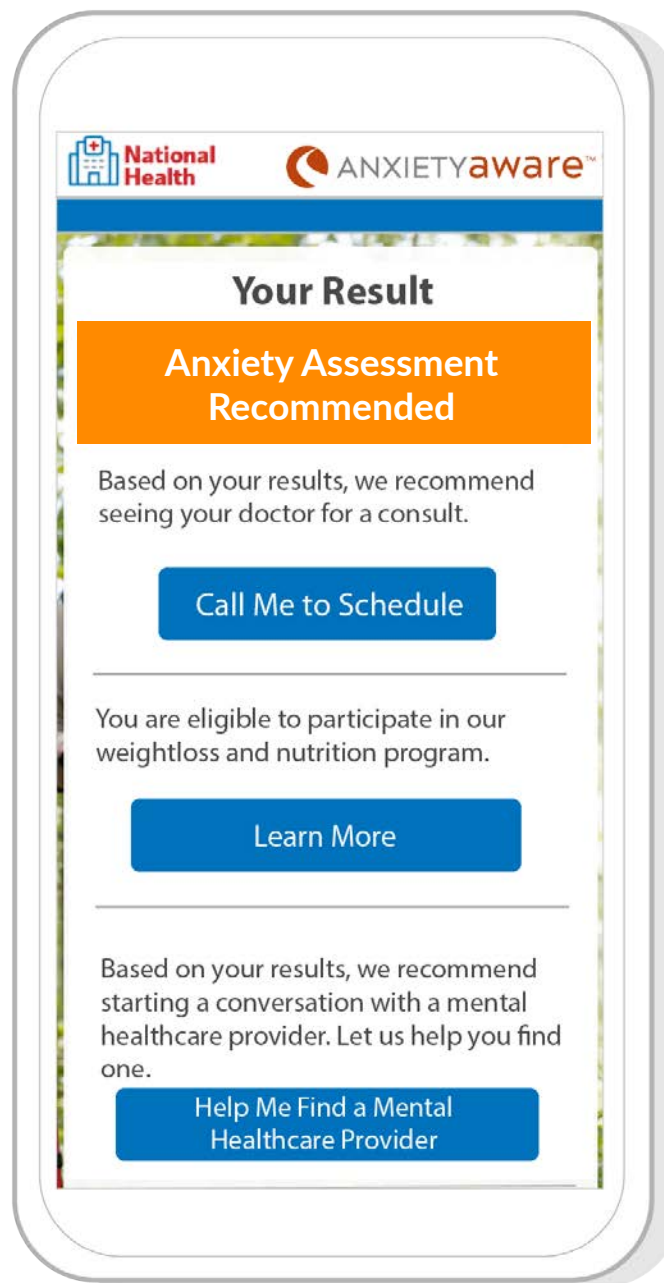 National
Health
ANXIETYaware™
Your Result
Anxiety Assessment
Recommended
Based on your results, we recommend
seeing your doctor for a consult.
Call Me to Schedule
You are eligible to participate in our
weightloss and nutrition program.
Learn More
Based on your results, we recommend
starting a conversation with a mental
healthcare provider. Let us help you find
one.
Help Me Find a Mental
Healthcare Provider